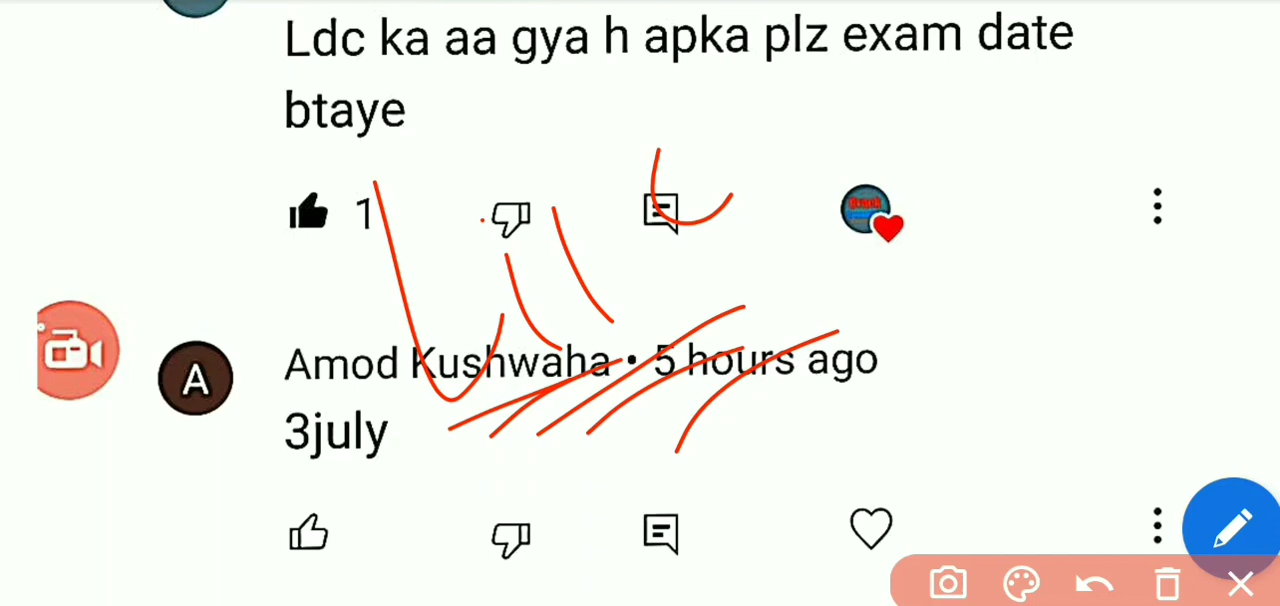 Ldc ka aa gya h apka plz exam date
btaye
1
A
Amod Kushwaha • 5 hours ago
3july